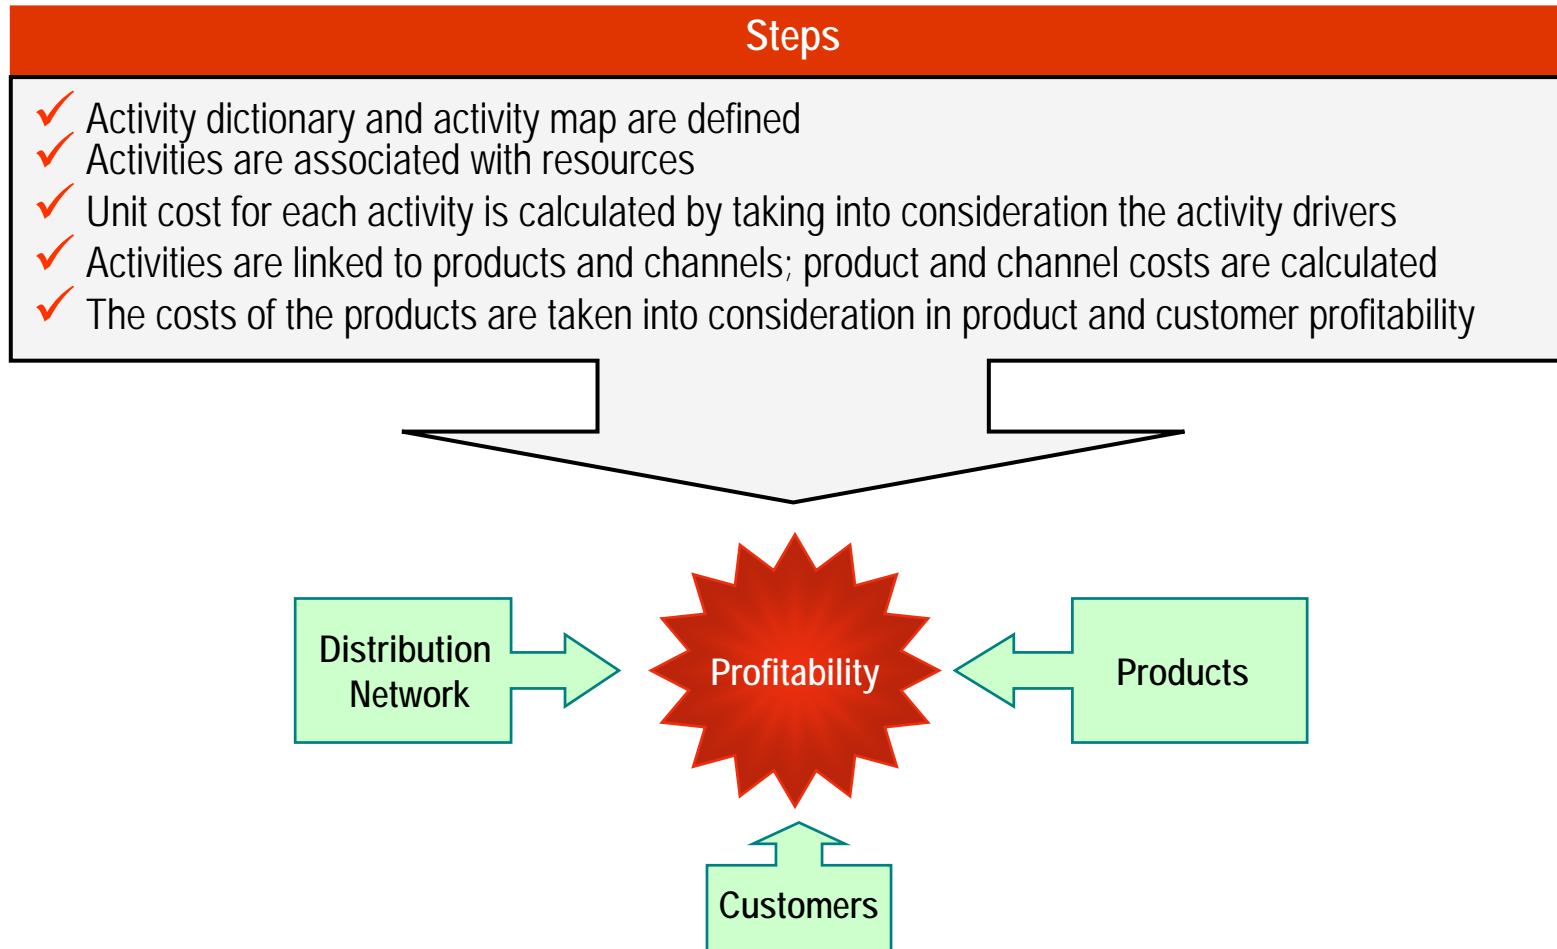 Steps
Activity dictionary and activity map are defined
Activities are associated with resources
Unit cost for each activity is calculated by taking into consideration the activity drivers
Activities are linked to products and channels; product and channel costs are calculated
The costs of the products are taken into consideration in product and customer profitability
Distribution
Network
Profitability
Products
Customers